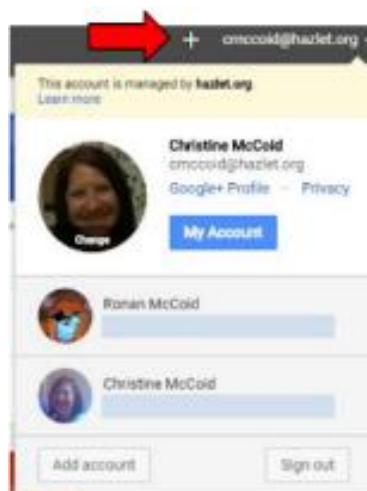 + cmccoid@hazlet.org
This account is managed by hazlet.org
Learn more
Christine McCoid
cmccoid@hazlet.org
Google+ Profile – Privacy
Change
My Account
Ronan McCoid
Christine McCoid
Add account Sign out